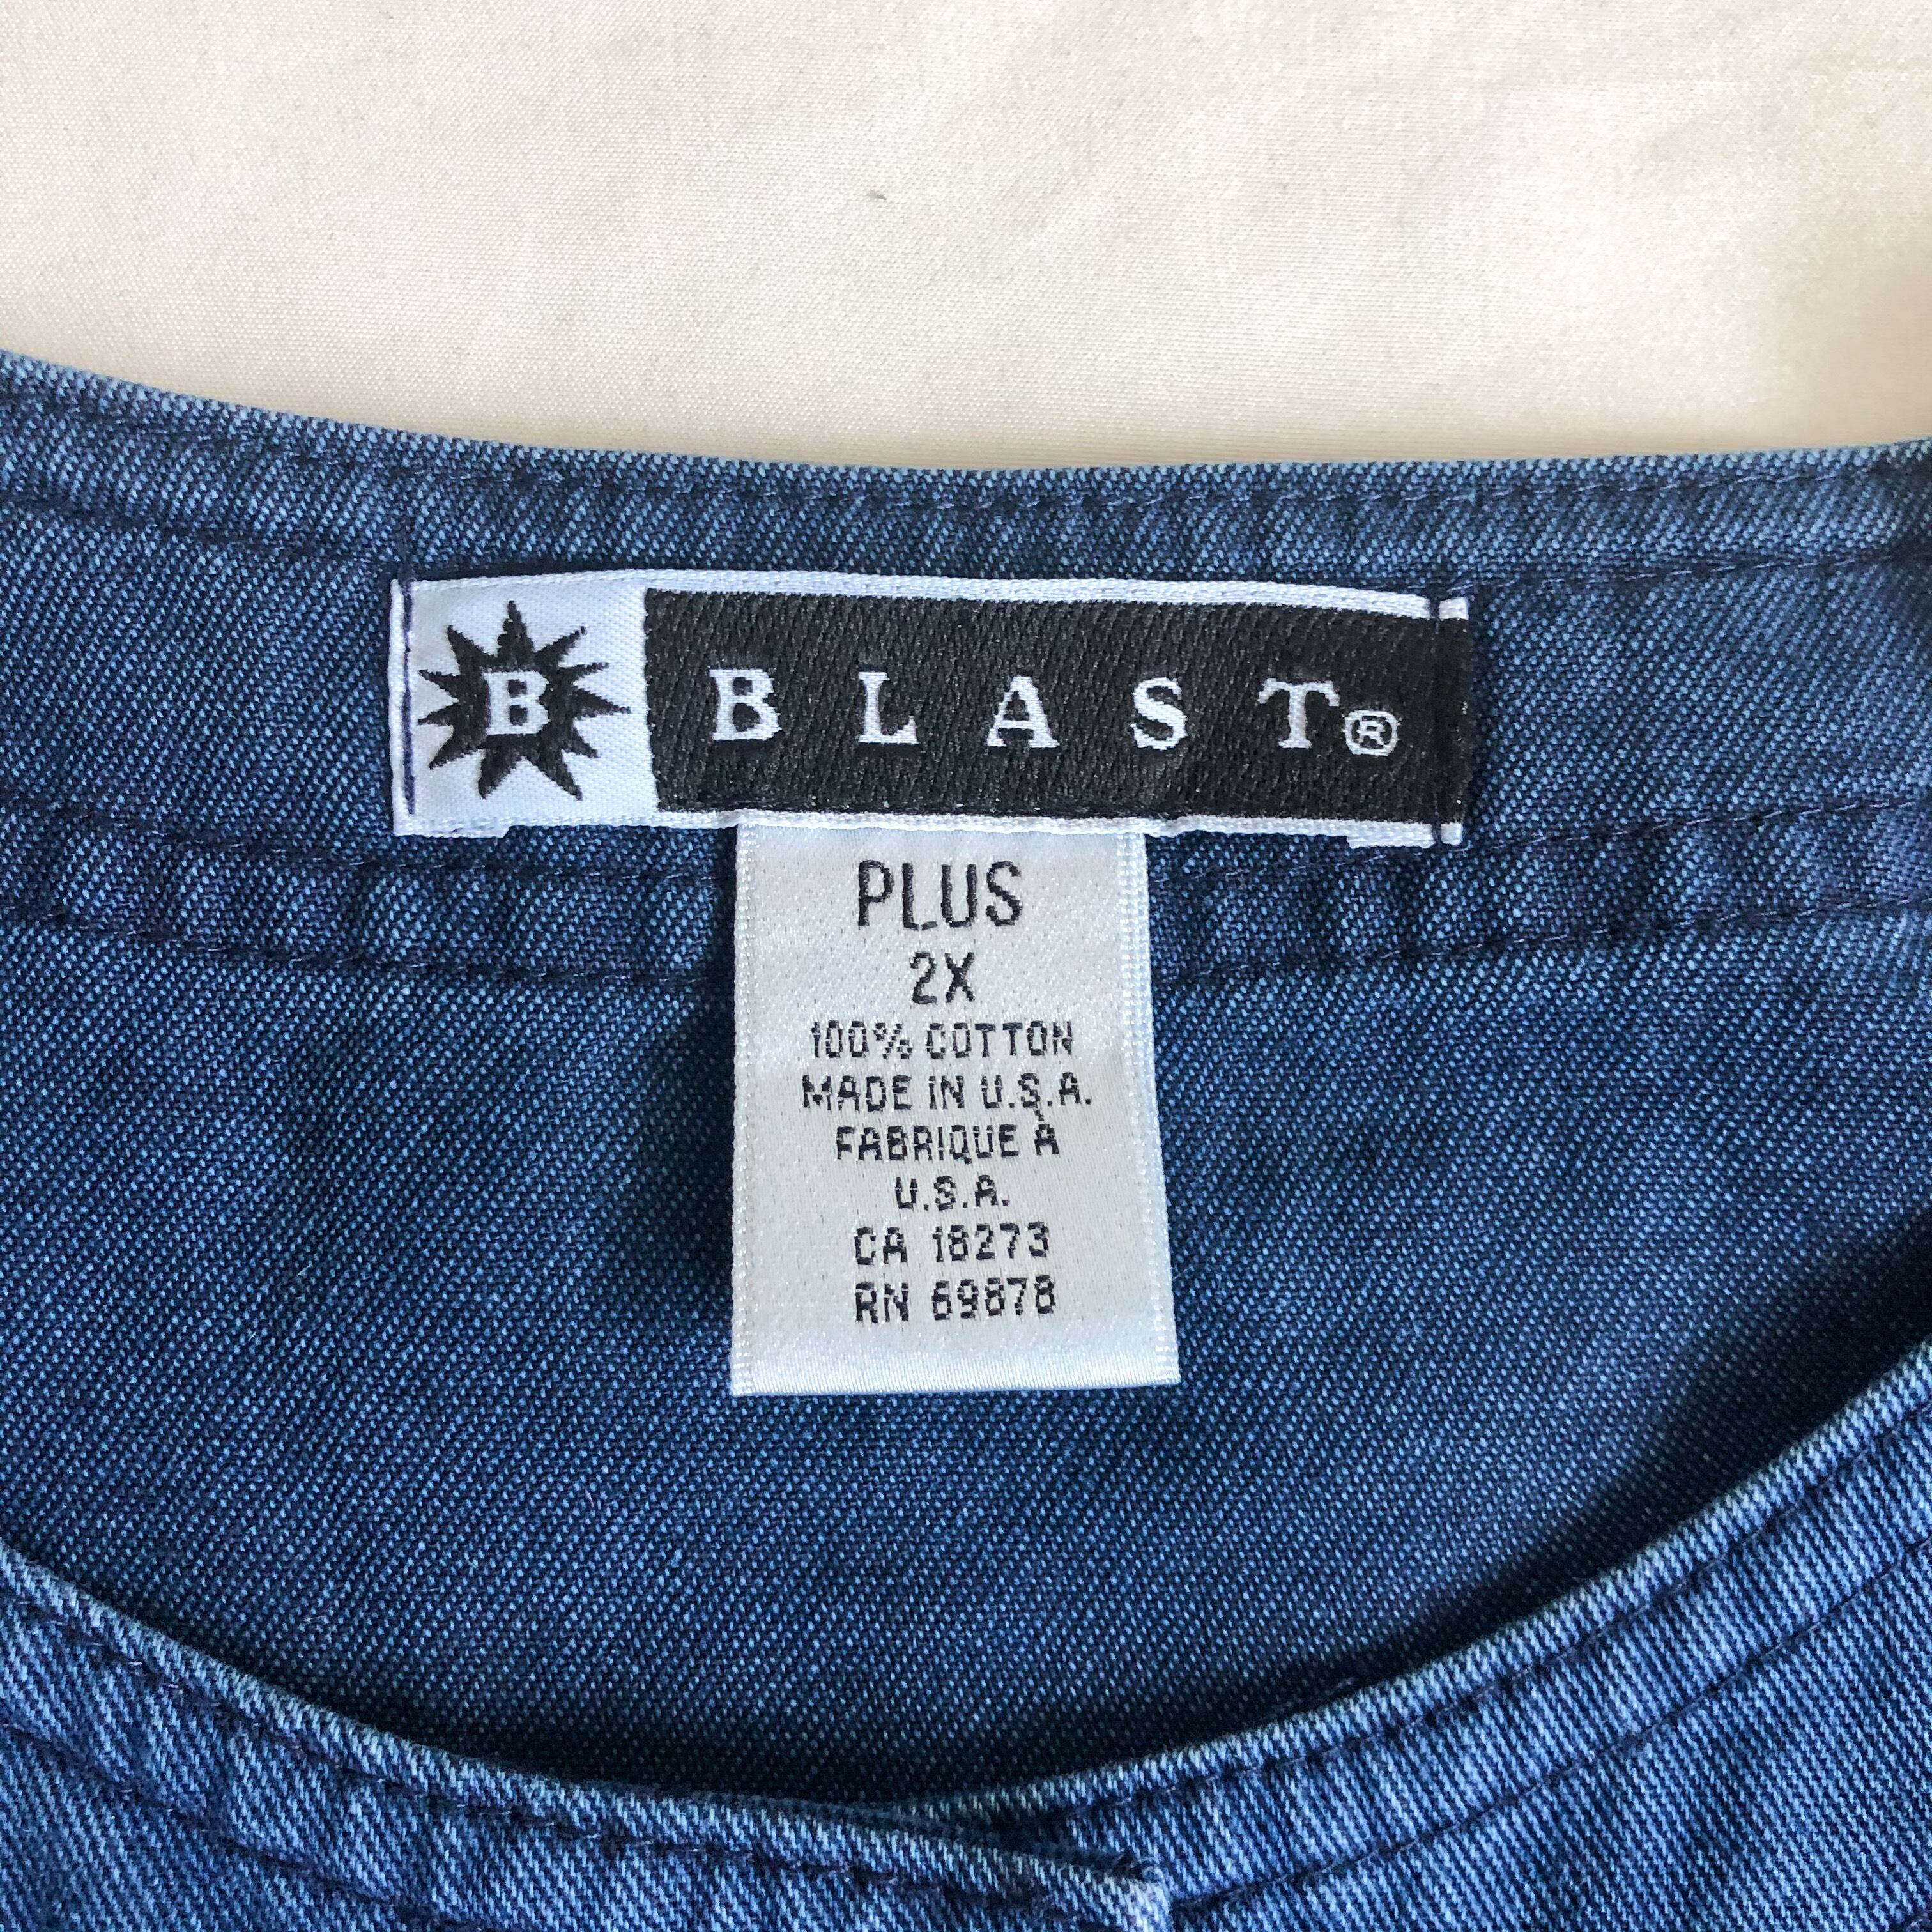 B BLAST®
PLUS
2X
100% COTTON
MADE IN U.S.A.
FABRIQUE À
U.S.A.
CA 18273
RN 69878